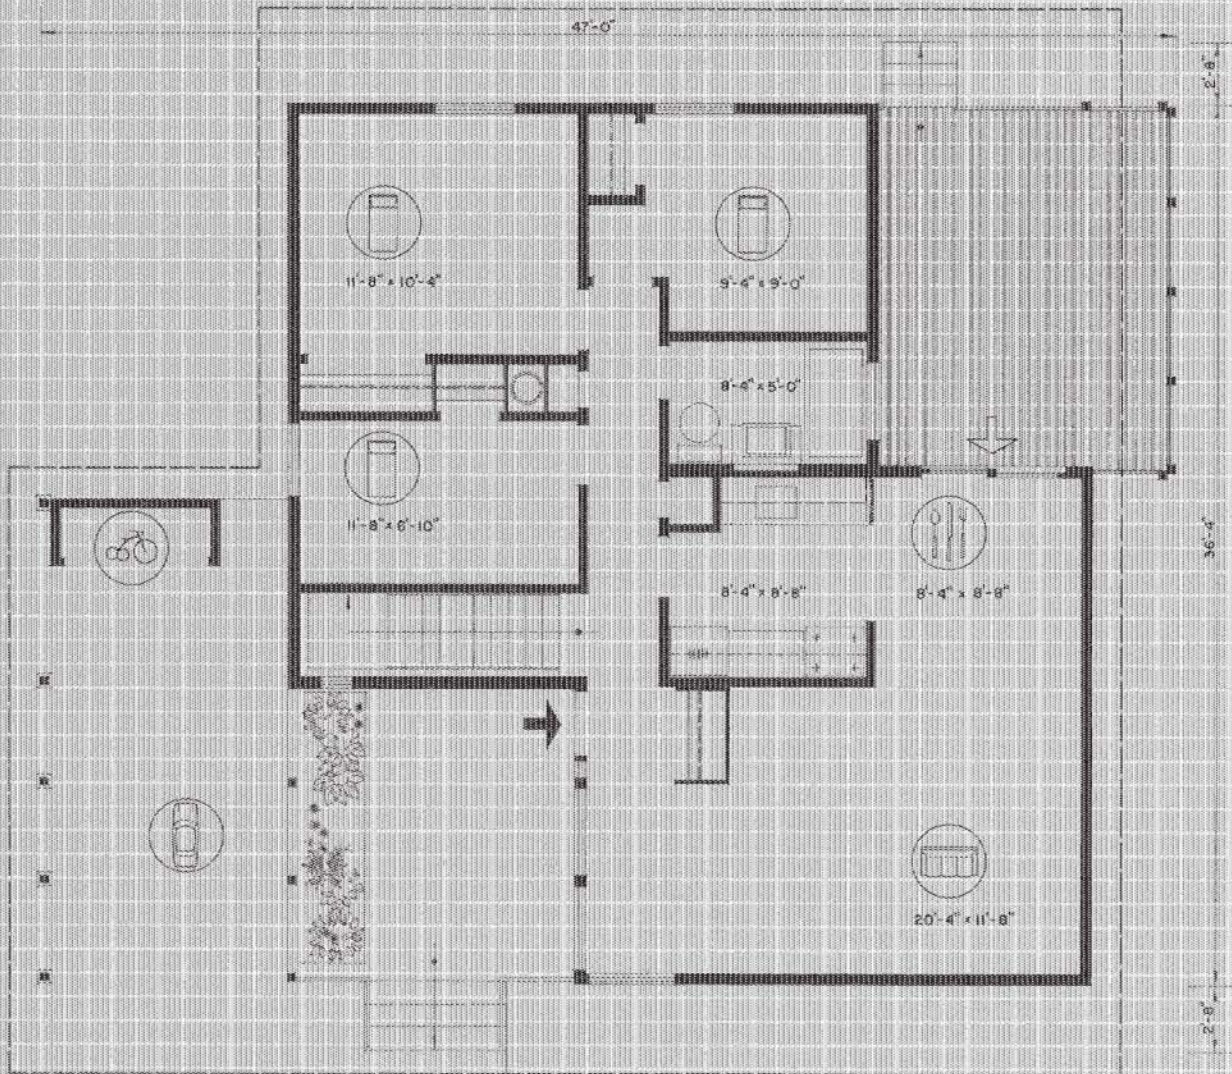 47'-0"
2'-8"
11'-8" x 10'-4"
9'-4" x 9'-0"
8'-4" x 5'-0"
11'-8" x 6'-10"
8'-4" x 8'-8"
8'-4" x 8'-8"
36'-4"
20'-4" x 11'-8"
2'-8"